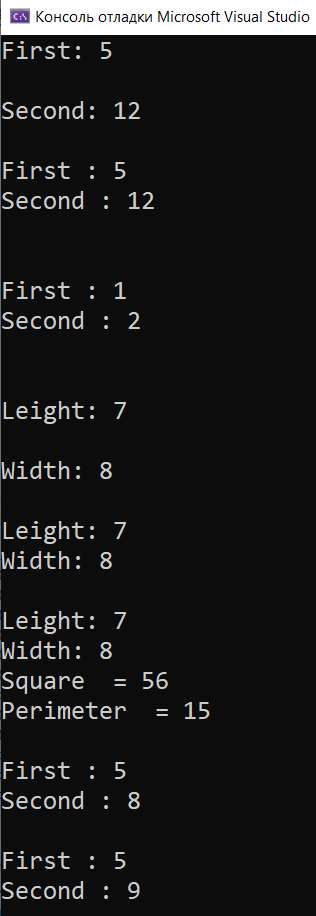 Консоль отладки Microsoft Visual Studio
First: 5
Second: 12
First : 5
Second : 12
First : 1
Second : 2
Leight: 7
Width: 8
Leight: 7
Width: 8
Leight: 7
Width: 8
Square  = 56
Perimeter  = 15
First : 5
Second : 8
First : 5
Second : 9